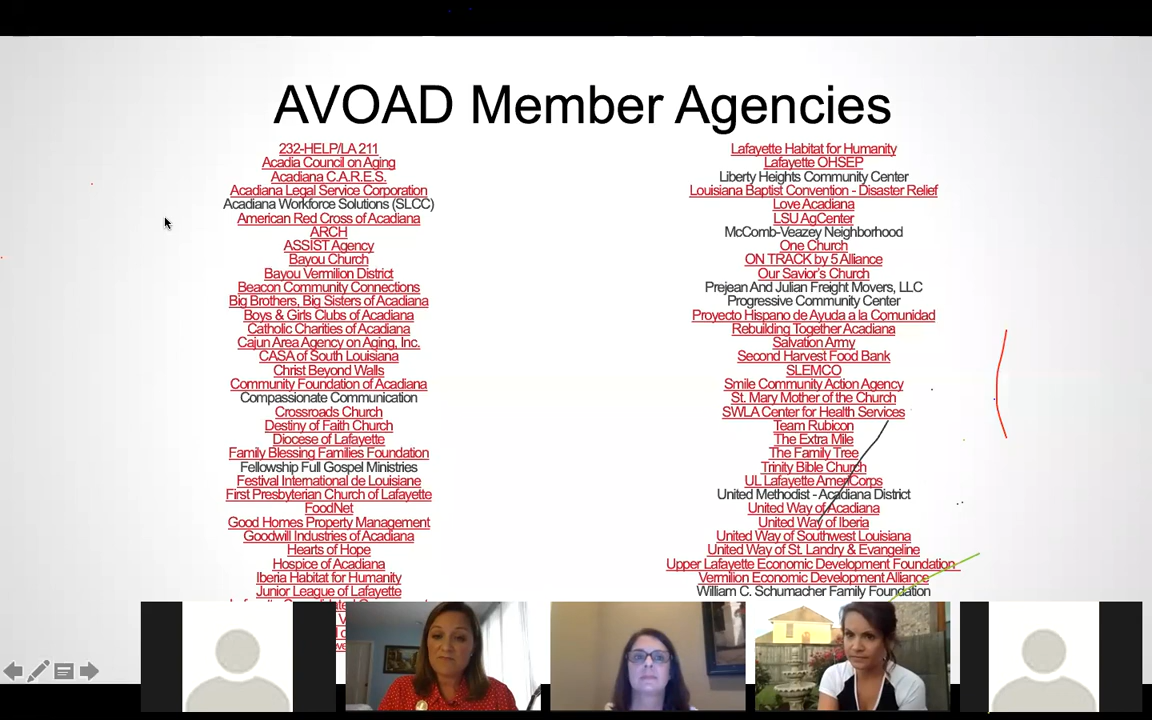 AVOAD Member Agencies
232-HELP/LA 211
Acadia Council on Aging
Acadiana C.A.R.E.S.
Acadiana Legal Service Corporation
Acadiana Workforce Solutions (SLCC)
American Red Cross of Acadiana
ARCH
ASSIST Agency
Bayou Church
Bayou Vermilion District
Beacon Community Connections
Big Brothers, Big Sisters of Acadiana
Boys & Girls Clubs of Acadiana
Catholic Charities of Acadiana
Cajun Area Agency on Aging, Inc.
CASA of South Louisiana
Christ Beyond Walls
Community Foundation of Acadiana
Compassionate Communication
Crossroads Church
Destiny of Faith Church
Diocese of Lafayette
Family Blessing Families Foundation
Fellowship Full Gospel Ministries
Festival International de Louisiane
First Presbyterian Church of Lafayette
FoodNet
Good Homes Property Management
Goodwill Industries of Acadiana
Hearts of Hope
Hospice of Acadiana
Iberia Habitat for Humanity
Junior League of Lafayette
Lafayette Habitat for Humanity
Lafayette OHSEP
Liberty Heights Community Center
Louisiana Baptist Convention - Disaster Relief
Love Acadiana
LSU AgCenter
McComb-Veazey Neighborhood
One Church
ON TRACK by 5 Alliance
Our Savior's Church
Prejean And Julian Freight Movers, LLC
Progressive Community Center
Proyecto Hispano de Ayuda a la Comunidad
Rebuilding Together Acadiana
Salvation Army
Second Harvest Food Bank
SLEMCO
Smile Community Action Agency
St. Mary Mother of the Church
SWLA Center for Health Services
Team Rubicon
The Extra Mile
The Family Tree
Trinity Bible Church
UL Lafayette AmeriCorps
United Methodist - Acadiana District
United Way of Acadiana
United Way of Iberia
United Way of Southwest Louisiana
United Way of St. Landry & Evangeline
Upper Lafayette Economic Development Foundation
Vermilion Economic Development Alliance
William C. Schumacher Family Foundation